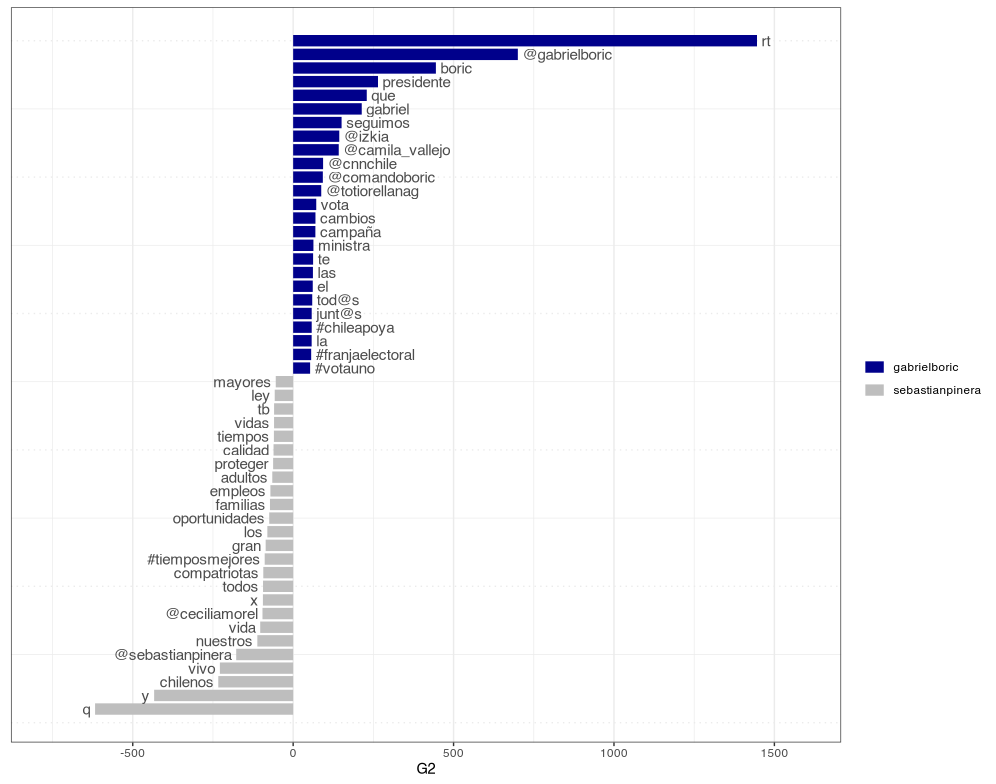 rt
@gabrielboric
boric
presidente
que
gabriel
seguimos
@izkia
@camila_vallejo
@cnnchile
@comandoboric
@totiorellanag
vota
cambios
campaña
ministra
te
las
el
tod@s
junt@s
#chileapoya
la
#franjaelectoral
#votauno
mayores
ley
tb
vidas
tiempos
calidad
proteger
adultos
empleos
familias
oportunidades
los
gran
#tiemposmejores
compatriotas
todos
x
@ceciliamorel
vida
nuestros
@sebastianpinera
vivo
chilenos
y
q
-500 0 500 1000 1500
G2
gabrielboric
sebastianpinera